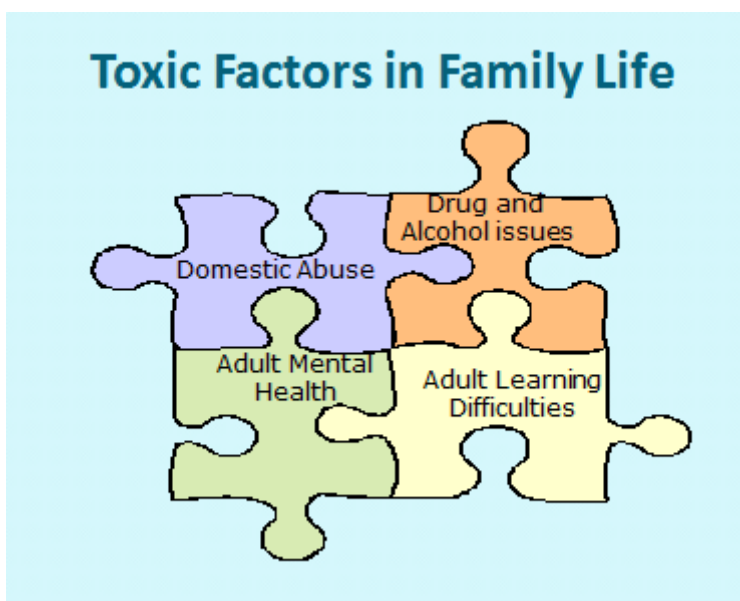 Toxic Factors in Family Life
Domestic Abuse
Drug and
Alcohol issues
Adult Mental
Health
Adult Learning
Difficulties